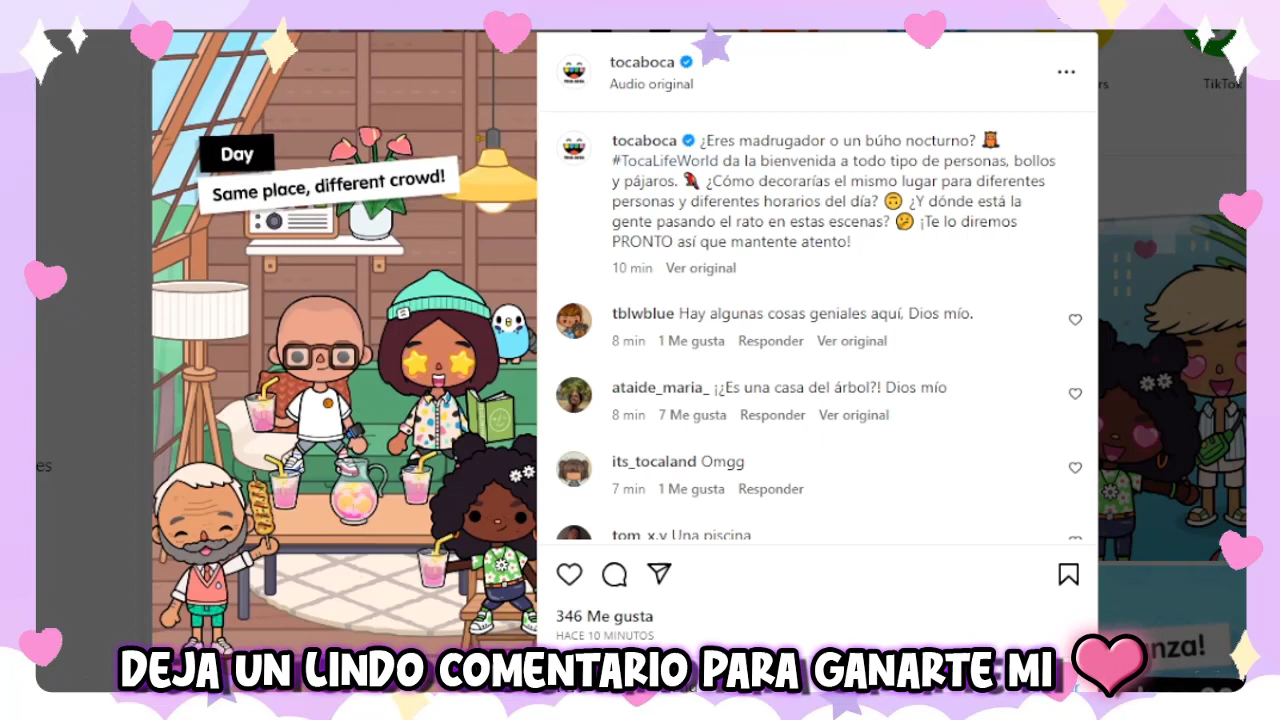 tocaboca
Audio original
TikTok
rs
Day
Same place, different crowd!
tocaboca ¿Eres madrugador o un búho nocturno?
#TocaLifeWorld da la bienvenida a todo tipo de personas, bollos
y pájaros. ¿Cómo decorarías el mismo lugar para diferentes
personas y diferentes horarios del día? ¿Y dónde está la
gente pasando el rato en estas escenas? ¡Te lo diremos
PRONTO así que mantente atento!
10 min Ver original
tblwblue Hay algunas cosas geniales aquí, Dios mío.
8 min 1 Me gusta Responder Ver original
ataide_maria_ ¡¿Es una casa del árbol?! Dios mío
8 min 7 Me gusta Responder Ver original
es
its_tocaland Omgg
7 min 1 Me gusta Responder
tom_x.y Una piscina
346 Me gusta
HACE 10 MINUTOS
nza!
DEJA UN LINDO COMENTARIO PARA GANARTE MI